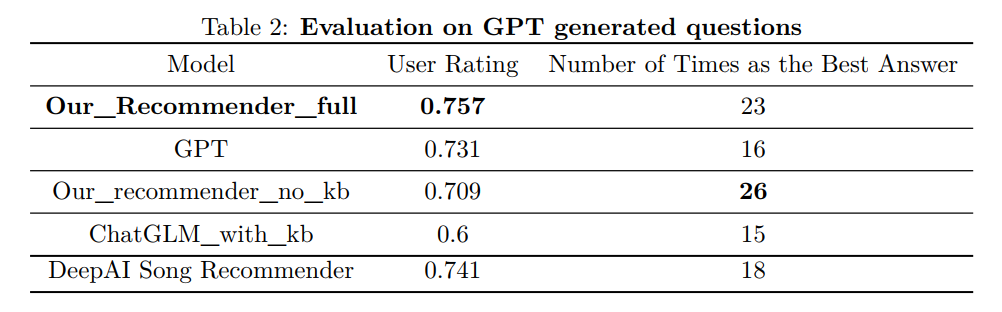 Table 2: Evaluation on GPT generated questions
Model User Rating Number of Times as the Best Answer
Our_Recommender_full 0.757 23
GPT 0.731 16
Our_recommender_no_kb 0.709 26
ChatGLM_with_kb 0.6 15
DeepAI Song Recommender 0.741 18